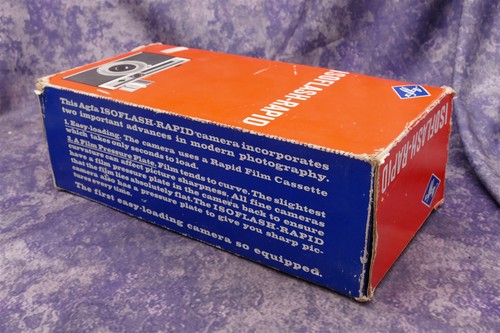 ISOFLASH-RAPID
This Agfa ISOFLASH-RAPID camera incorporates
two important advances in modern photography.
1. Easy-loading. The camera uses a Rapid Film Cassette
which takes only seconds to load.
2. A Film Pressure Plate. Film tends to curve. The slightest
curvature can affect picture sharpness. All fine cameras
have a film pressure plate in the camera back to ensure
that the film lies absolutely flat. The ISOFLASH-RAPID
camera also has a pressure plate to give you sharp pic-
tures every time.
The first easy-loading camera so equipped.
ISOFLASH-RAPID